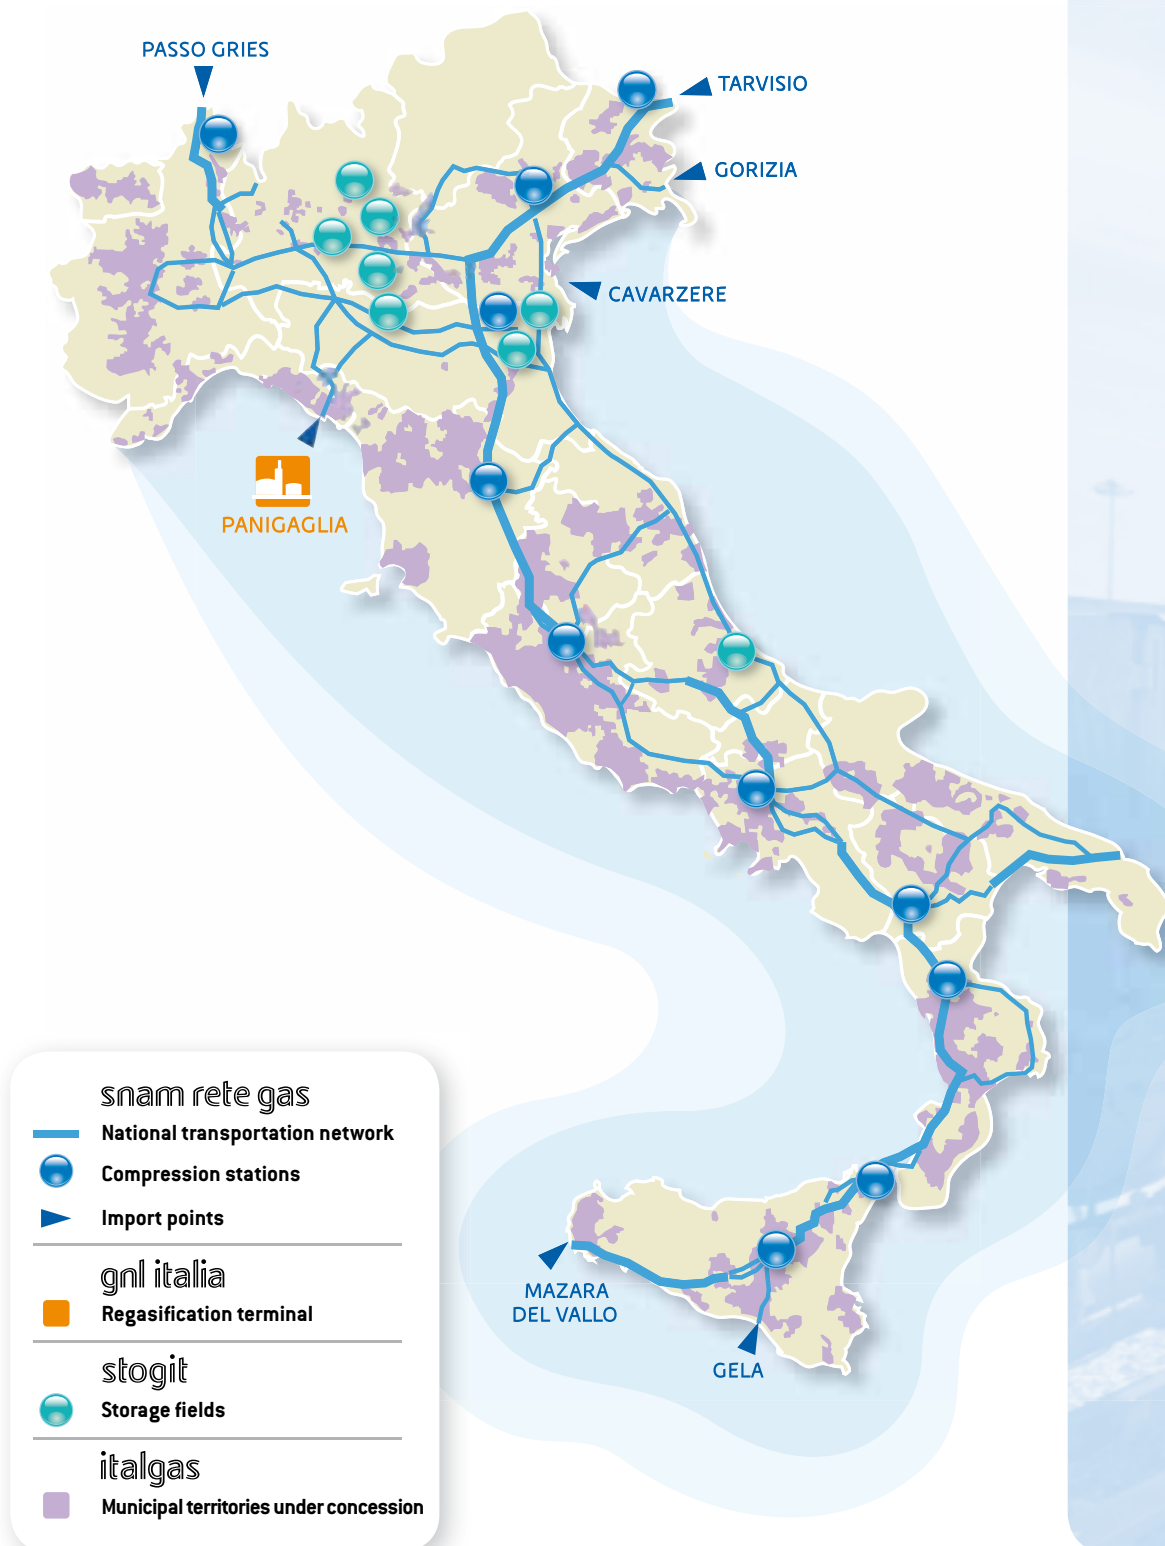 PASSO GRIES
TARVISIO
GORIZIA
CAVARZERE
PANIGAGLIA
MAZARA
DEL VALLO
GELA
snam rete gas
National transportation network
Compression stations
Import points
gnl italia
Regasification terminal
stogit
Storage fields
italgas
Municipal territories under concession